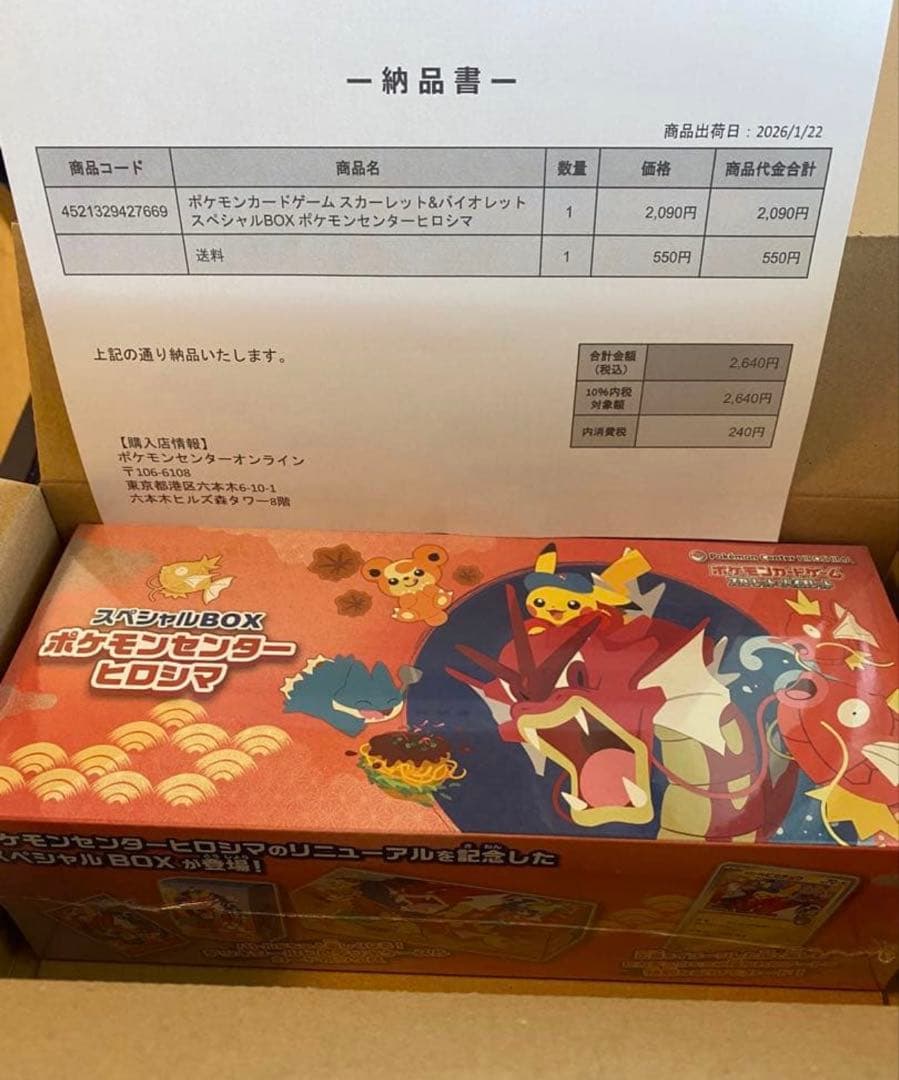 ー納品書ー
商品出荷日：2026/1/22
商品コード 商品名 数量 価格 商品代金合計
4521329427669 ポケモンカードゲーム スカーレット&バイオレット スペシャルBOX ポケモンセンターヒロシマ 1 2,090円 2,090円
送料 1 550円 550円
上記の通り納品いたします。
合計金額（税込） 2,640円
10%内税対象額 2,640円
内消費税 240円
【購入店情報】
ポケモンセンターオンライン
〒106-6108
東京都港区六本木6-10-1
六本木ヒルズ森タワー8階
Pokémon Center HIROSHIMA
ポケモンカードゲーム
スペシャルBOX
ポケモンセンター
ヒロシマ
ケモンセンターヒロシマのリニューアルを記念した
スペシャルBOXが登場!